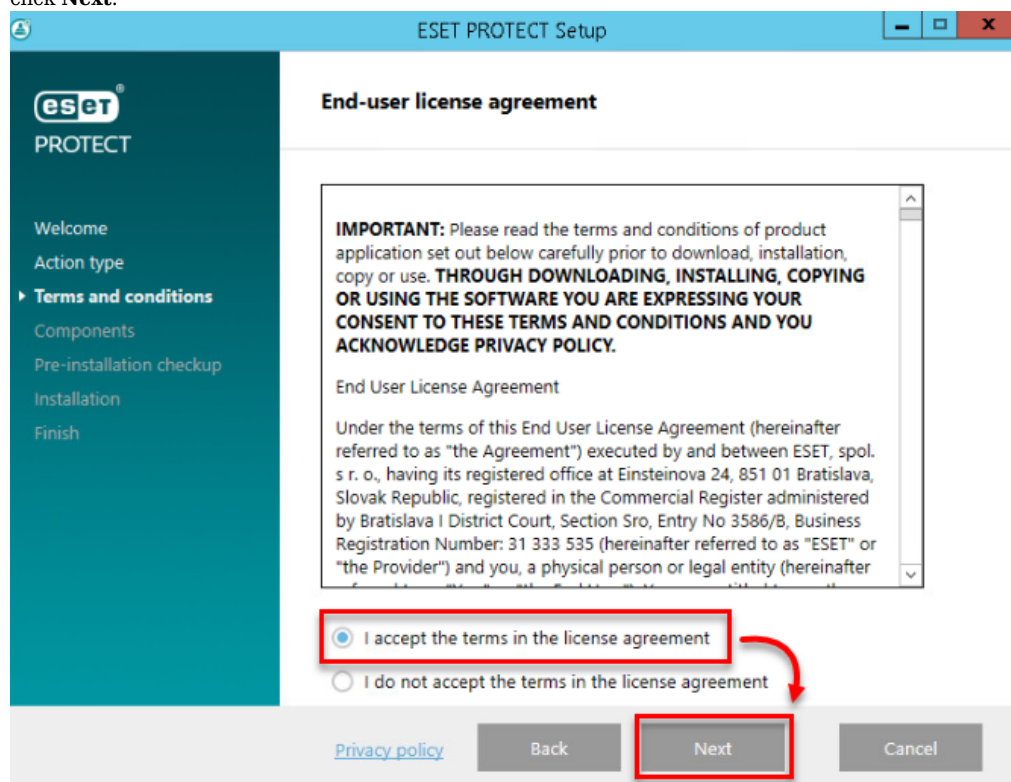 click Next.
ESET PROTECT Setup
eset®
PROTECT
Welcome
Action type
Terms and conditions
Components
Pre-installation checkup
Installation
Finish
End-user license agreement
IMPORTANT: Please read the terms and conditions of product
application set out below carefully prior to download, installation,
copy or use. THROUGH DOWNLOADING, INSTALLING, COPYING
OR USING THE SOFTWARE YOU ARE EXPRESSING YOUR
CONSENT TO THESE TERMS AND CONDITIONS AND YOU
ACKNOWLEDGE PRIVACY POLICY.
End User License Agreement
Under the terms of this End User License Agreement (hereinafter
referred to as "the Agreement") executed by and between ESET, spol.
s r. o., having its registered office at Einsteinova 24, 851 01 Bratislava,
Slovak Republic, registered in the Commercial Register administered
by Bratislava I District Court, Section Sro, Entry No 3586/B, Business
Registration Number: 31 333 535 (hereinafter referred to as "ESET" or
"the Provider") and you, a physical person or legal entity (hereinafter
I accept the terms in the license agreement
I do not accept the terms in the license agreement
Privacy policy
Back
Next
Cancel